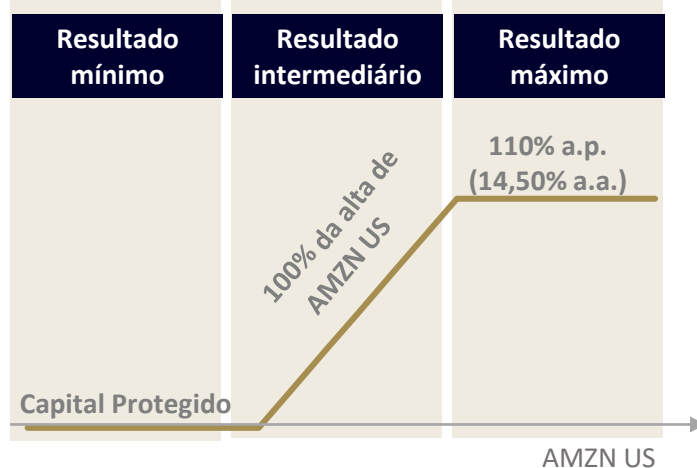 Resultado
mínimo
Resultado
intermediário
Resultado
máximo
110% a.p.
(14,50% a.a.)
100% da alta de
AMZN US
Capital Protegido
AMZN US